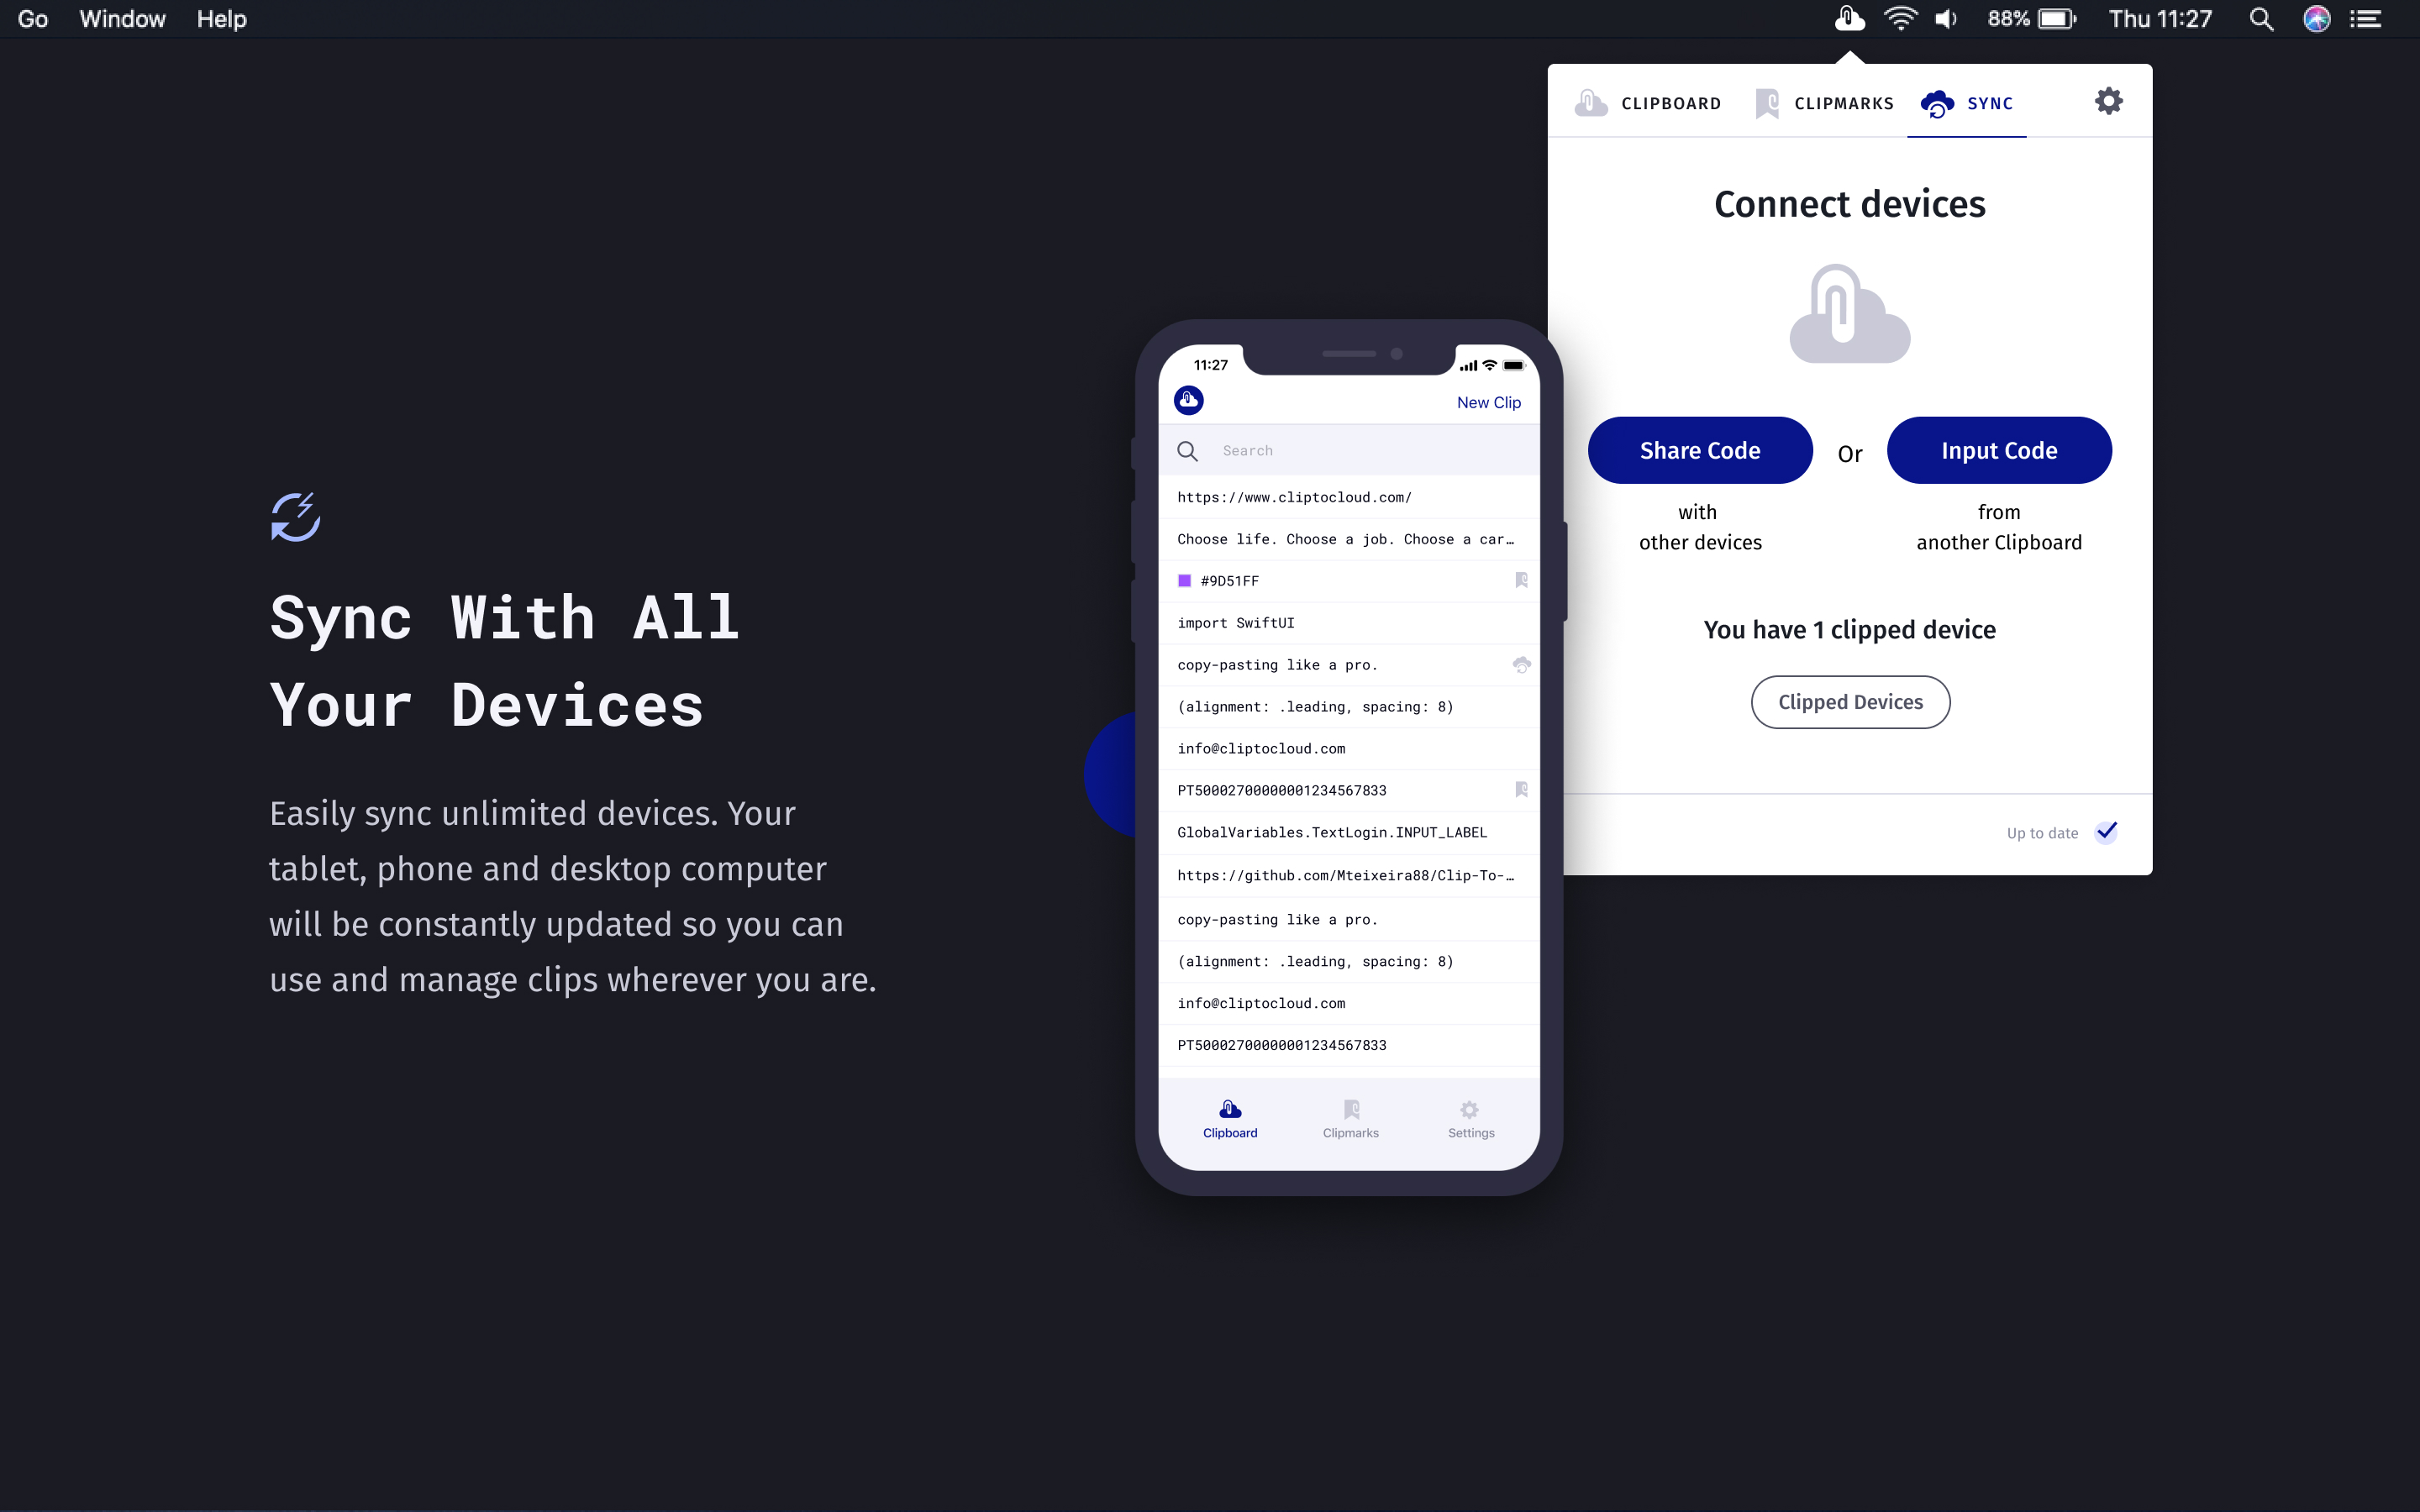 Go Window Help 88% Thu 11:27
CLIPBOARD CLIPMARKS SYNC
Connect devices
Share Code Or Input Code
with
other devices
from
another Clipboard
You have 1 clipped device
Clipped Devices
Up to date
Sync With All
Your Devices
Easily sync unlimited devices. Your
tablet, phone and desktop computer
will be constantly updated so you can
use and manage clips wherever you are.
11:27
New Clip
Search
https://www.cliptocloud.com/
Choose life. Choose a job. Choose a car…
#9D51FF
import SwiftUI
copy-pasting like a pro.
(alignment: .leading, spacing: 8)
info@cliptocloud.com
PT50002700000001234567833
GlobalVariables.TextLogin.INPUT_LABEL
https://github.com/Mteixeira88/Clip-To-…
copy-pasting like a pro.
(alignment: .leading, spacing: 8)
info@cliptocloud.com
PT50002700000001234567833
Clipboard Clipmarks Settings